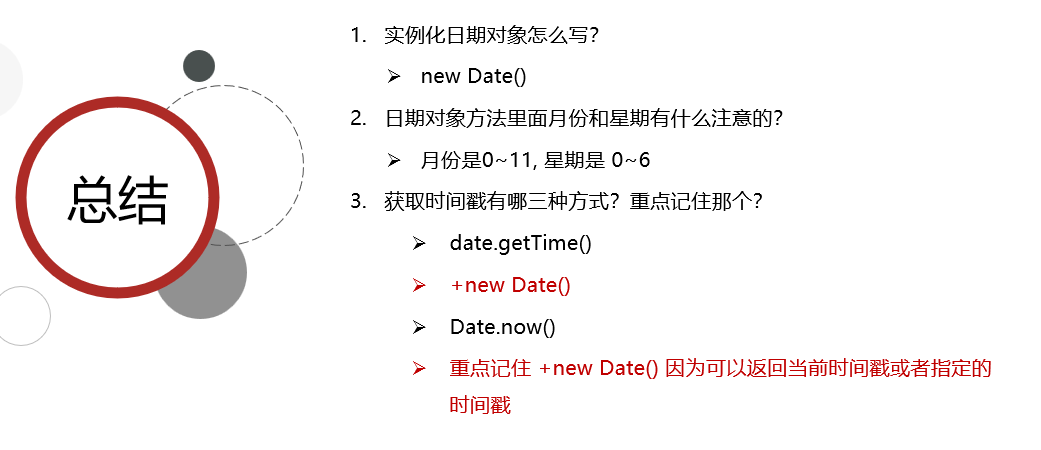 总结
1. 实例化日期对象怎么写？
➢ new Date()
2. 日期对象方法里面月份和星期有什么注意的？
➢ 月份是0~11, 星期是 0~6
3. 获取时间戳有哪三种方式？重点记住那个？
➢ date.getTime()
➢ +new Date()
➢ Date.now()
➢ 重点记住 +new Date() 因为可以返回当前时间戳或者指定的
时间戳